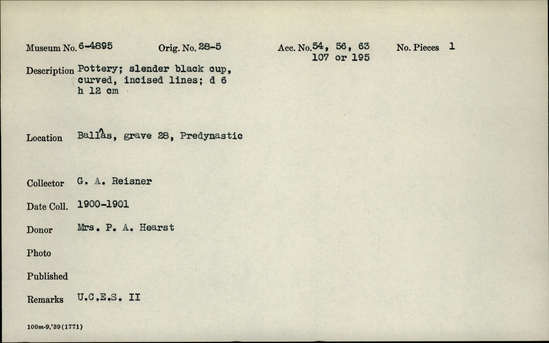 Museum No. 6-4895 Orig. No. 28-5 Acc. No. 54, 56, 63 No. Pieces 1
107 or 195
Description Pottery; slender black cup,
curved, incised lines; d 6
h 12 cm
Location Ballâs, grave 28, Predynastic
Collector G. A. Reisner
Date Coll. 1900-1901
Donor Mrs. P. A. Hearst
Photo
Published
Remarks U.C.E.S. II
100m-9,'39(1771)